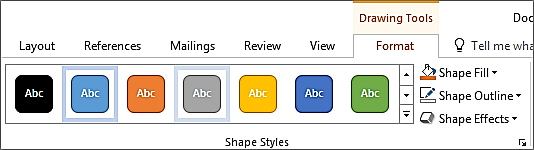 Drawing Tools Doc
Layout References Mailings Review View Format Tell me wha
Abc Abc Abc Abc Abc Abc Abc
Shape Fill
Shape Outline
Shape Effects
Shape Styles